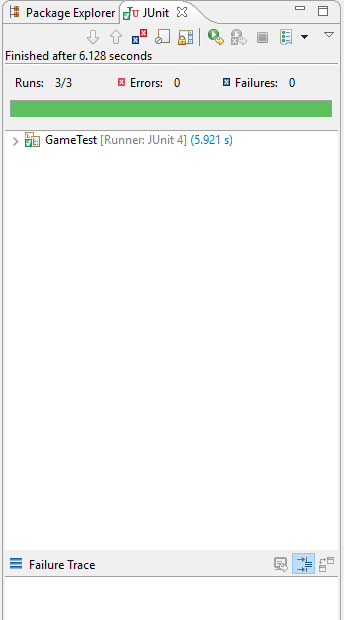 Package Explorer JUnit
Finished after 6.128 seconds
Runs: 3/3 Errors: 0 Failures: 0
GameTest [Runner: JUnit 4] (5.921 s)
Failure Trace